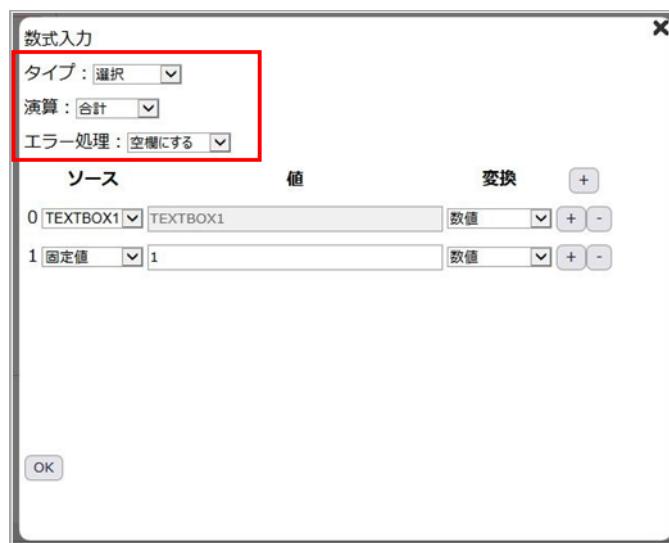 数式入力
タイプ：選択
演算：合計
エラー処理：空欄にする
ソース 値 変換 +
0 TEXTBOX1 TEXTBOX1 数値 + -
1 固定値 1 数値 + -
OK